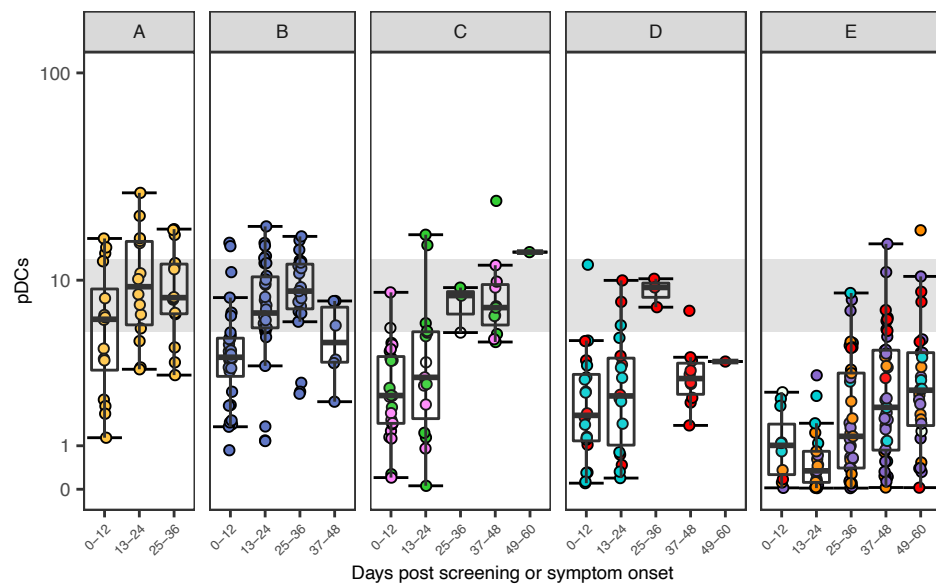 A B C D E
100
10
1
0
pDCs
0−12 13−24 25−36 0−12 13−24 25−36 37−48 0−12 13−24 25−36 37−48 49−60 0−12 13−24 25−36 37−48 49−60 0−12 13−24 25−36 37−48 49−60
Days post screening or symptom onset